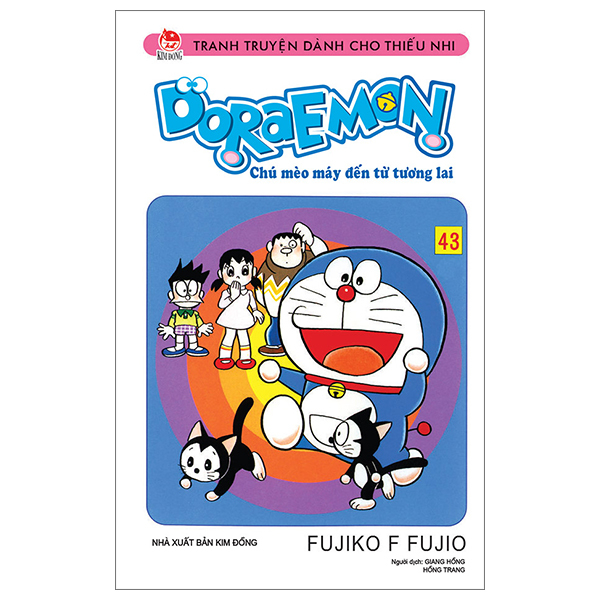 KIM ĐỒNG
TRANH TRUYỆN DÀNH CHO THIẾU NHI
DORAEMON
Chú mèo máy đến từ tương lai
43
NHÀ XUẤT BẢN KIM ĐỒNG
FUJIKO F FUJIO
Người dịch: GIANG HỒNG
HỒNG TRANG